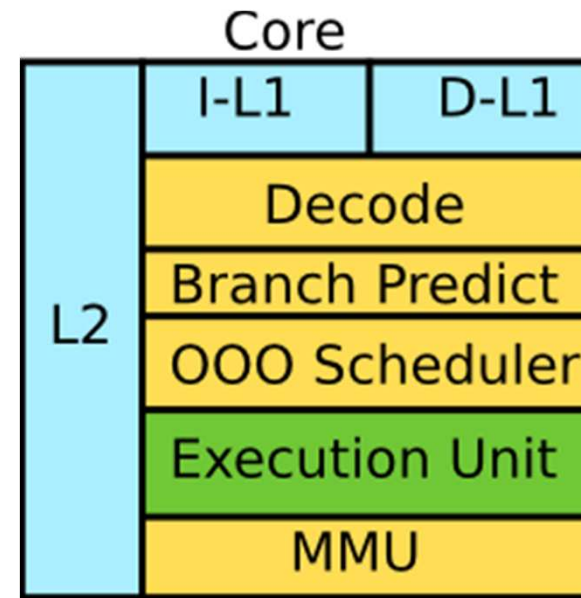 Core
I-L1 D-L1
Decode
Branch Predict
L2
OOO Scheduler
Execution Unit
MMU